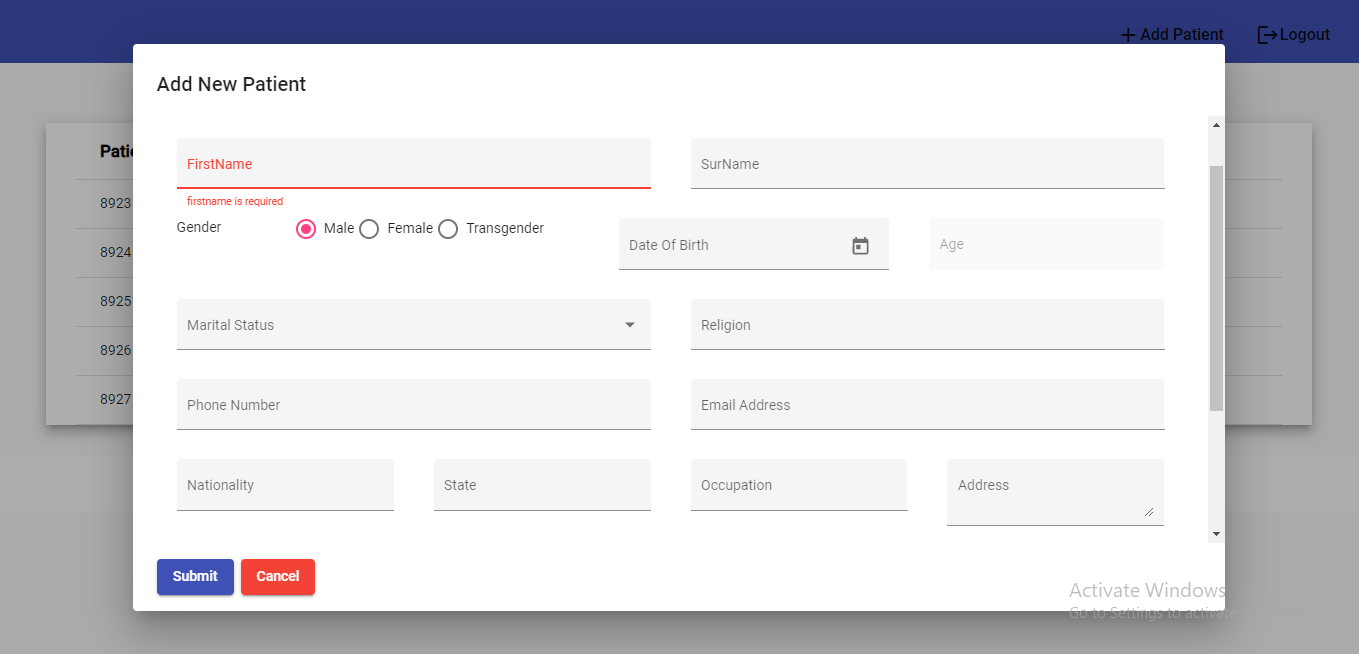 + Add Patient Logout
Add New Patient
FirstName SurName
firstname is required
Gender Male Female Transgender
Date Of Birth Age
Marital Status Religion
Phone Number Email Address
Nationality State Occupation Address
Submit Cancel
8923
8924
8925
8926
8927
Activate Windows
Go to Settings to activate